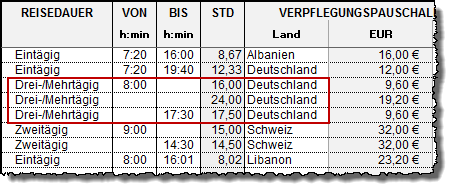 REISEDAUER VON BIS STD VERPFLEGUNGSPAUSCHAL
h:min h:min Land EUR
Eintägig 7:20 16:00 8,67 Albanien 16,00 €
Eintägig 7:20 19:40 12,33 Deutschland 12,00 €
Drei-/Mehrtägig 8:00 16,00 Deutschland 9,60 €
Drei-/Mehrtägig 24,00 Deutschland 19,20 €
Drei-/Mehrtägig 17:30 17,50 Deutschland 9,60 €
Zweitägig 9:00 15,00 Schweiz 32,00 €
Zweitägig 14:30 14,50 Schweiz 32,00 €
Eintägig 8:00 16:01 8,02 Libanon 23,20 €